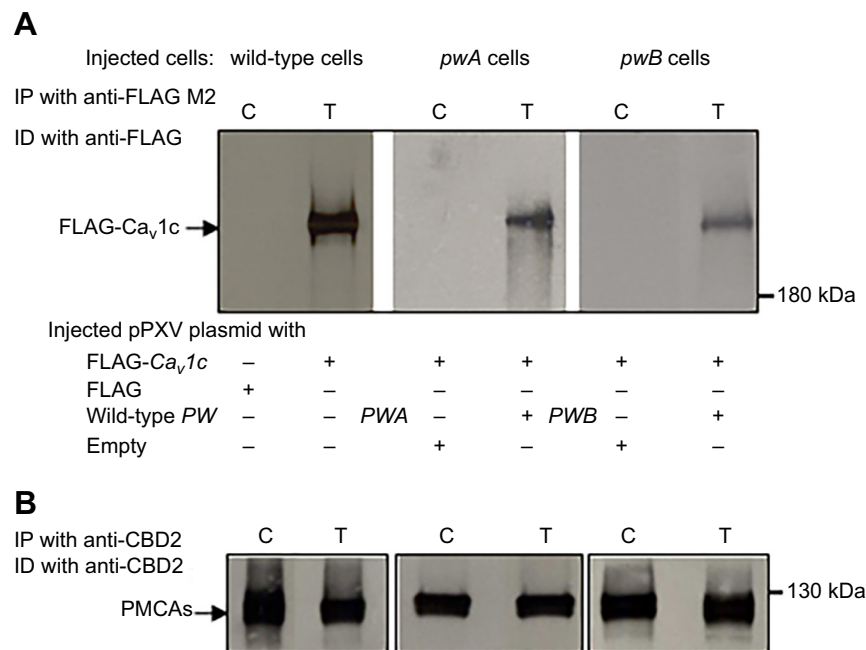 A
Injected cells: wild-type cells pwA cells pwB cells
IP with anti-FLAG M2
C T C T C T
ID with anti-FLAG
FLAG-Cav1c
180 kDa
Injected pPXV plasmid with
FLAG-Cav1c – + + + + +
FLAG + – – – – –
Wild-type PW – – PWA – + PWB – +
Empty – – + – + –
B
IP with anti-CBD2 C T C T C T
ID with anti-CBD2
130 kDa
PMCAs